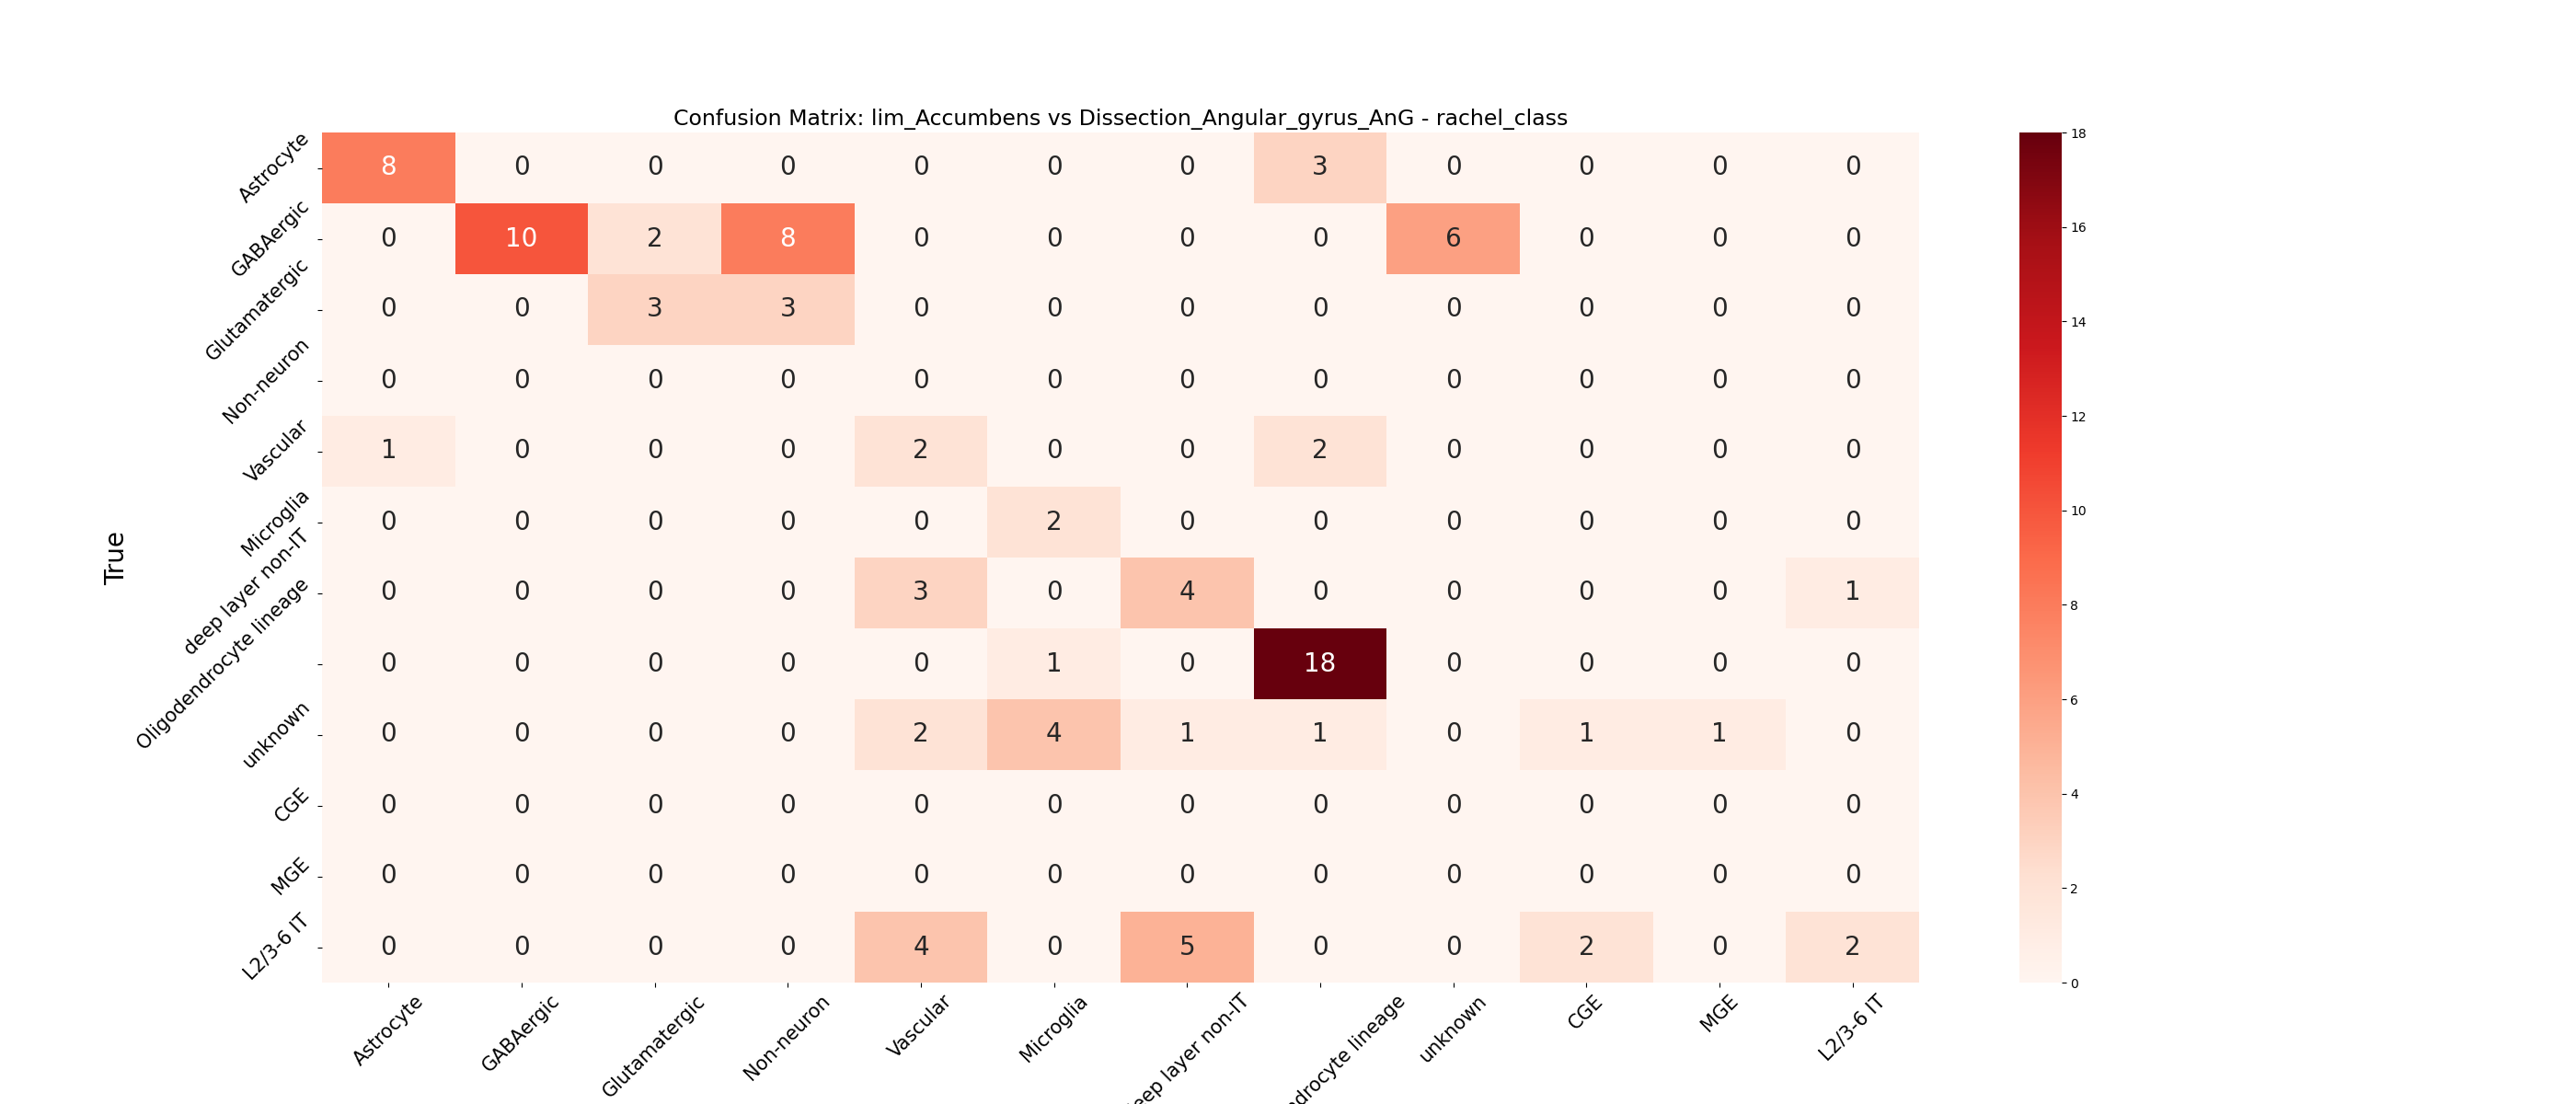 Confusion Matrix: lim_Accumbens vs Dissection_Angular_gyrus_AnG - rachel_class
True
Astrocyte 8 0 0 0 0 0 0 3 0 0 0 0
GABAergic 0 10 2 8 0 0 0 0 6 0 0 0
Glutamatergic 0 0 3 3 0 0 0 0 0 0 0 0
Non-neuron 0 0 0 0 0 0 0 0 0 0 0 0
Vascular 1 0 0 0 2 0 0 2 0 0 0 0
Microglia 0 0 0 0 0 2 0 0 0 0 0 0
deep layer non-IT 0 0 0 0 3 0 4 0 0 0 0 1
Oligodendrocyte lineage 0 0 0 0 0 1 0 18 0 0 0 0
unknown 0 0 0 0 2 4 1 1 0 1 1 0
CGE 0 0 0 0 0 0 0 0 0 0 0 0
MGE 0 0 0 0 0 0 0 0 0 0 0 0
L2/3-6 IT 0 0 0 0 4 0 5 0 0 2 0 2
Astrocyte GABAergic Glutamatergic Non-neuron Vascular Microglia eep layer non-IT ndrocyte lineage unknown CGE MGE L2/3-6 IT
18
16
14
12
10
8
6
4
2
0